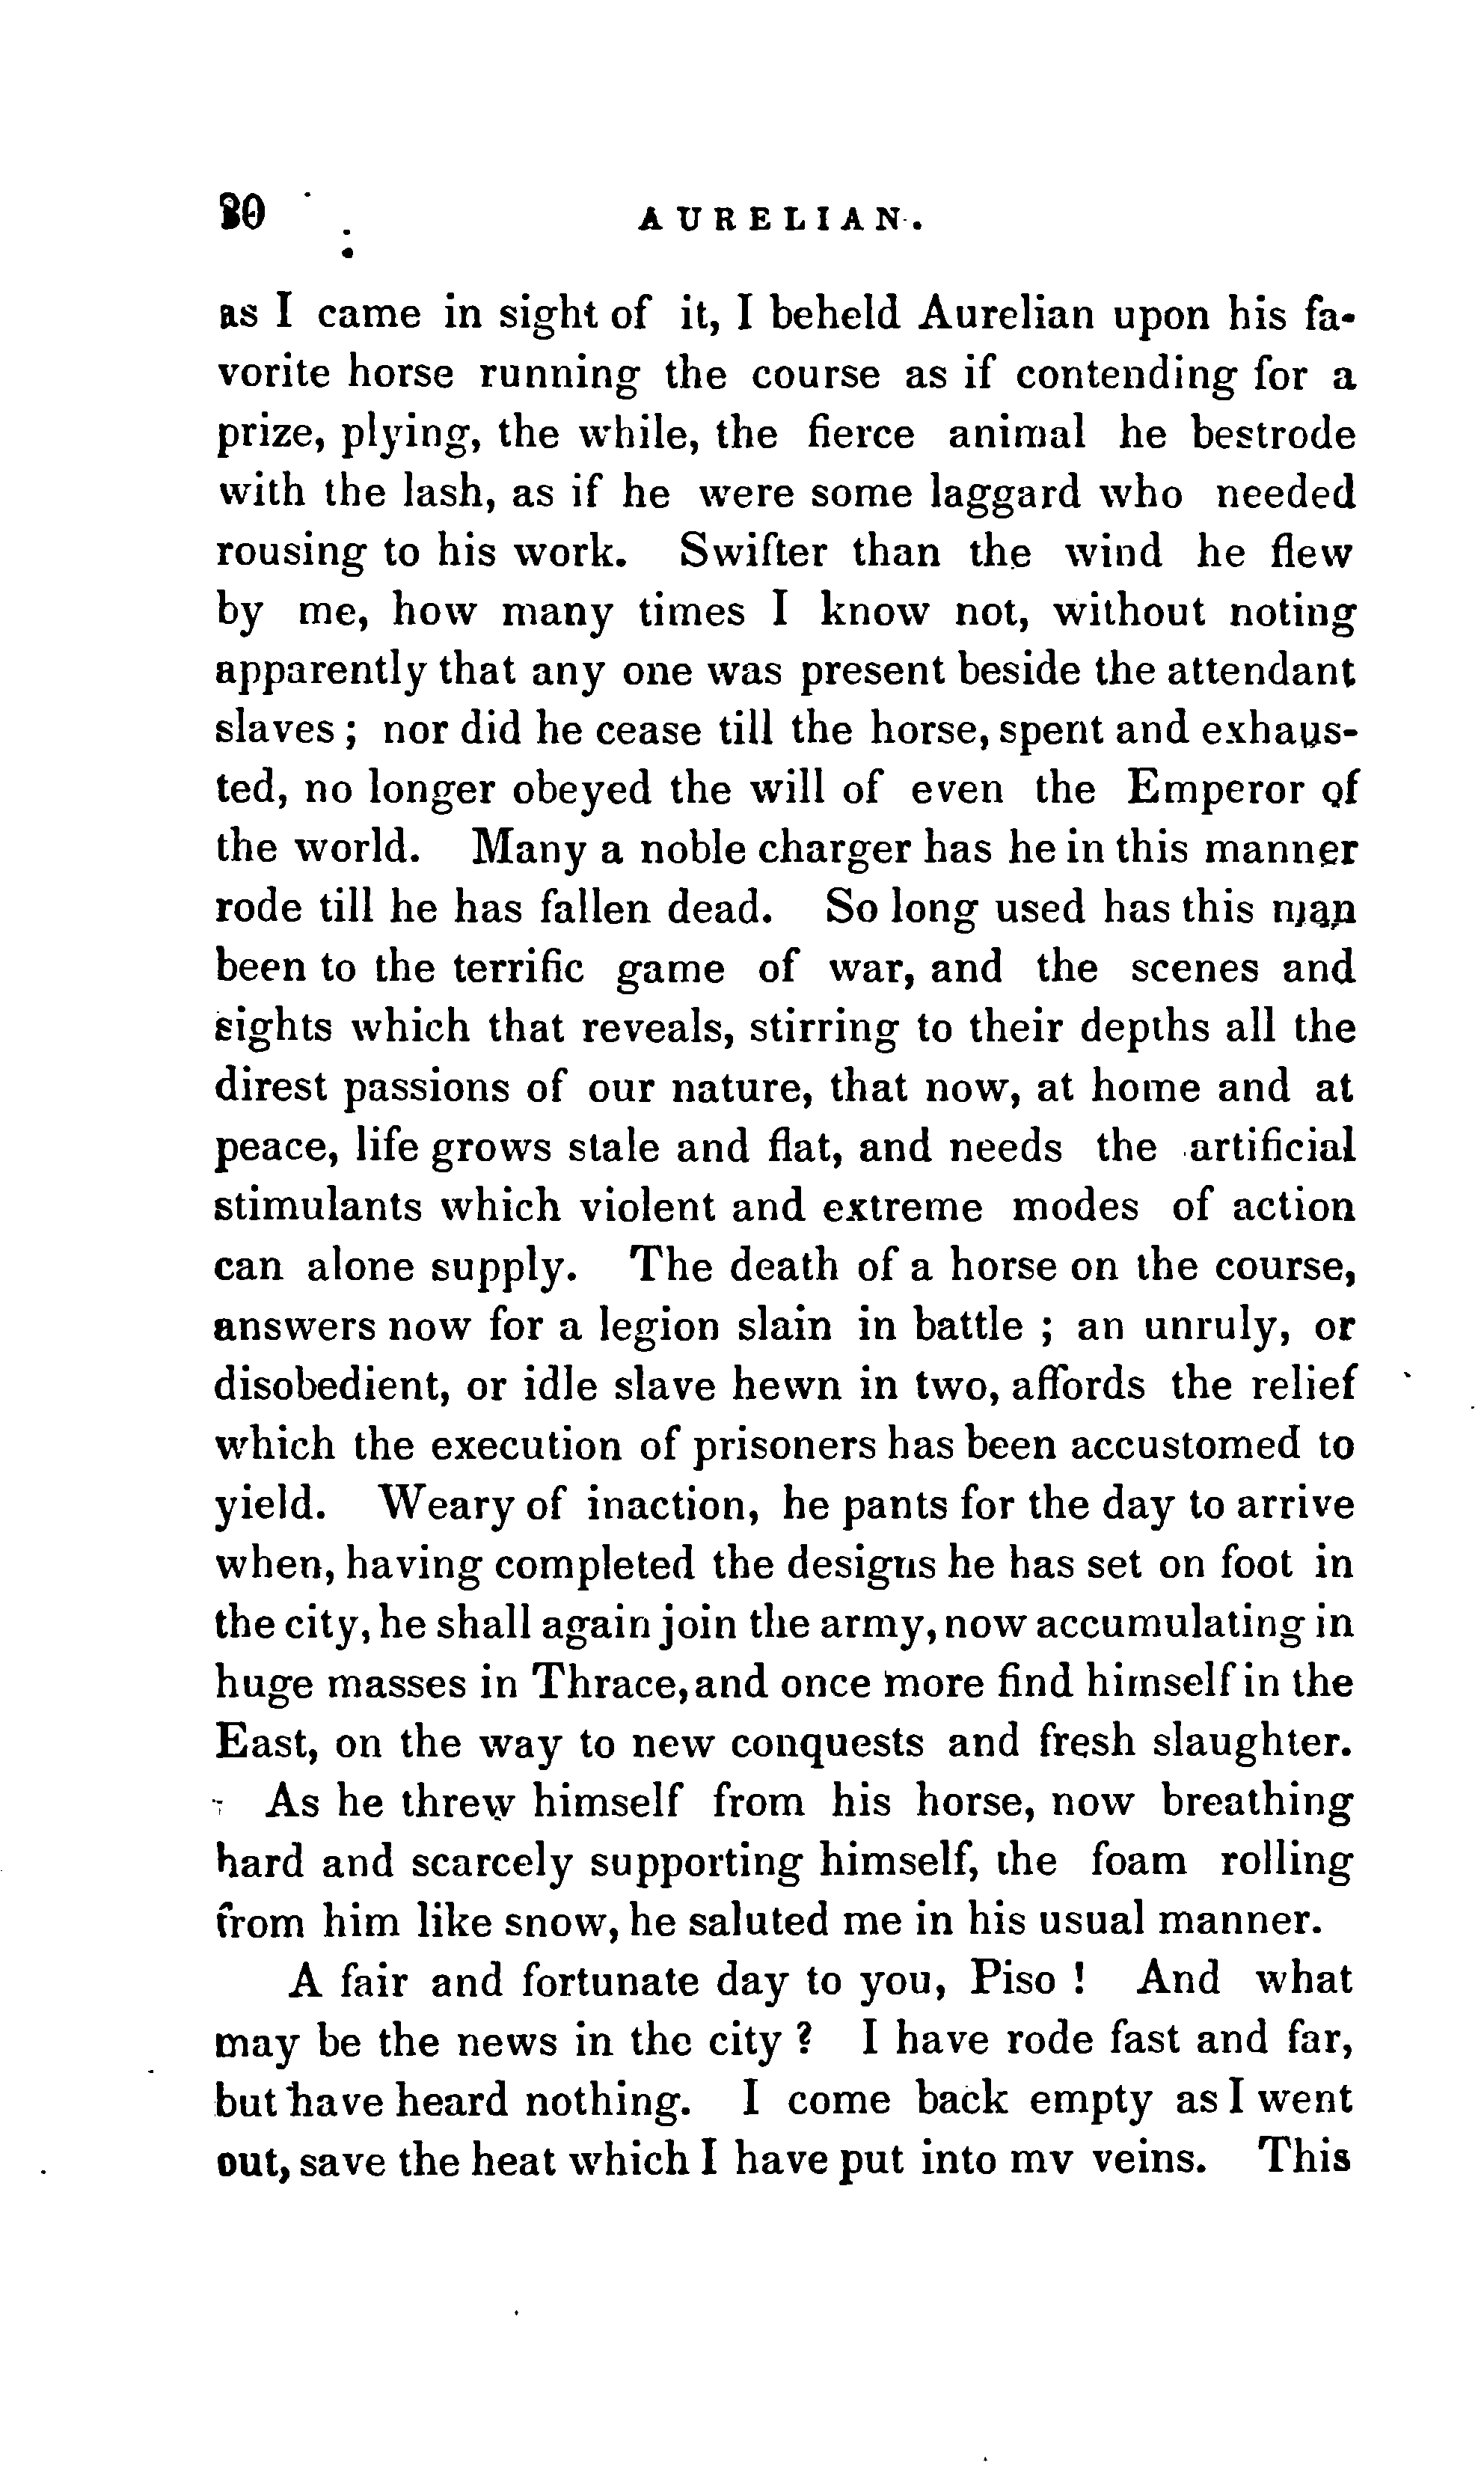 20 AURELIAN.
as I came in sight of it, I beheld Aurelian upon his fa-
vorite horse running the course as if contending for a
prize, plying, the while, the fierce animal he bestrode
with the lash, as if he were some laggard who needed
rousing to his work. Swifter than the wind he flew
by me, how many times I know not, without noting
apparently that any one was present beside the attendant
slaves; nor did he cease till the horse, spent and exhaus-
ted, no longer obeyed the will of even the Emperor of
the world. Many a noble charger has he in this manner
rode till he has fallen dead. So long used has this man
been to the terrific game of war, and the scenes and
sights which that reveals, stirring to their depths all the
direst passions of our nature, that now, at home and at
peace, life grows stale and flat, and needs the artificial
stimulants which violent and extreme modes of action
can alone supply. The death of a horse on the course,
answers now for a legion slain in battle; an unruly, or
disobedient, or idle slave hewn in two, affords the relief
which the execution of prisoners has been accustomed to
yield. Weary of inaction, he pants for the day to arrive
when, having completed the designs he has set on foot in
the city, he shall again join the army, now accumulating in
huge masses in Thrace, and once more find himself in the
East, on the way to new conquests and fresh slaughter.
As he threw himself from his horse, now breathing
hard and scarcely supporting himself, the foam rolling
from him like snow, he saluted me in his usual manner.
A fair and fortunate day to you, Piso! And what
may be the news in the city? I have rode fast and far,
but have heard nothing. I come back empty as I went
out, save the heat which I have put into my veins. This